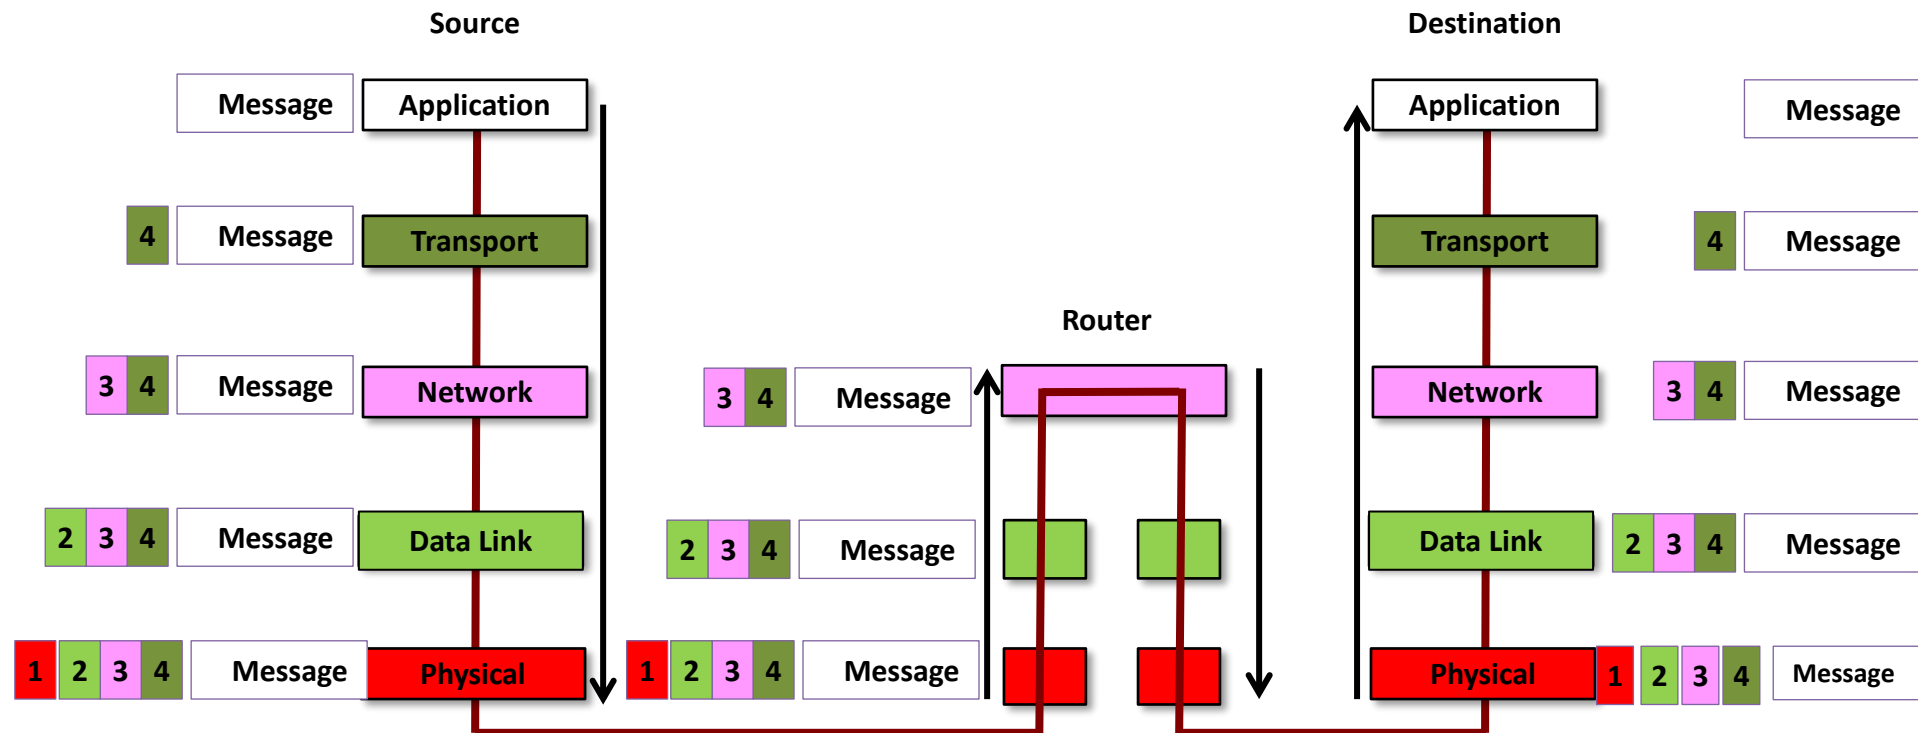 Source
Destination
Message Application
Application Message
4 Message Transport
Transport 4 Message
Router
3 4 Message Network
3 4 Message
Network 3 4 Message
2 3 4 Message Data Link
2 3 4 Message
Data Link 2 3 4 Message
1 2 3 4 Message Physical
1 2 3 4 Message
Physical 1 2 3 4 Message